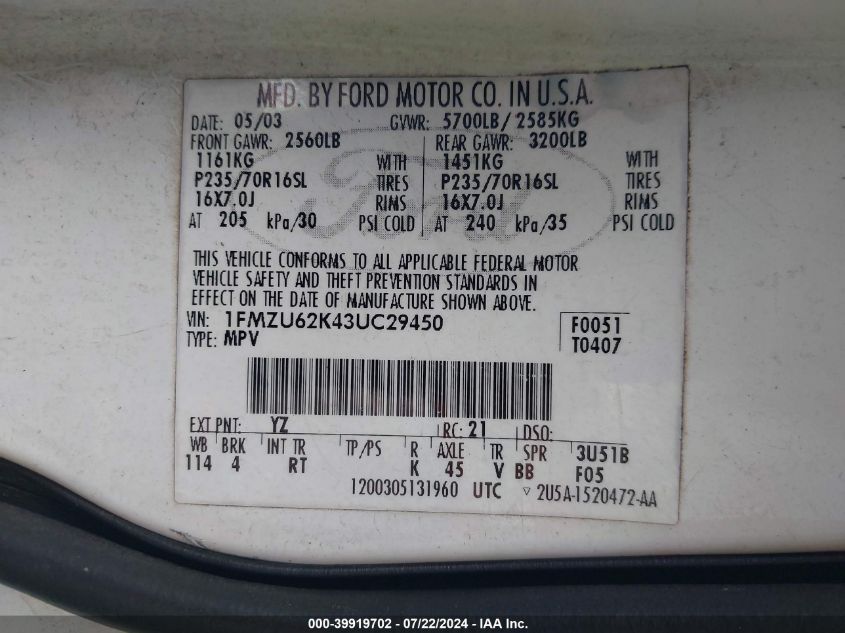 MFD. BY FORD MOTOR CO. IN U.S.A.
DATE: 05/03 GVWR: 5700LB/ 2585KG
FRONT GAWR: 2560LB REAR GAWR: 3200LB
1161KG WITH 1451KG WITH
P235/70R16SL TIRES P235/70R16SL TIRES
16X7.0J RIMS 16X7.0J RIMS
AT 205 kPa/30 PSI COLD AT 240 kPa/35 PSI COLD
Ford
THIS VEHICLE CONFORMS TO ALL APPLICABLE FEDERAL MOTOR
VEHICLE SAFETY AND THEFT PREVENTION STANDARDS IN
EFFECT ON THE DATE OF MANUFACTURE SHOWN ABOVE.
VIN: 1FMZU62K43UC29450 F0051
TYPE: MPV T0407
EXT PNT: YZ RC: 21 DSO:
WB BRK INT TR TP/PS R AXLE TR SPR 3U51B
114 4 RT K 45 V BB F05
1200305131960 UTC ▿ 2U5A-1520472-AA
000-39919702 - 07/22/2024 - IAA Inc.